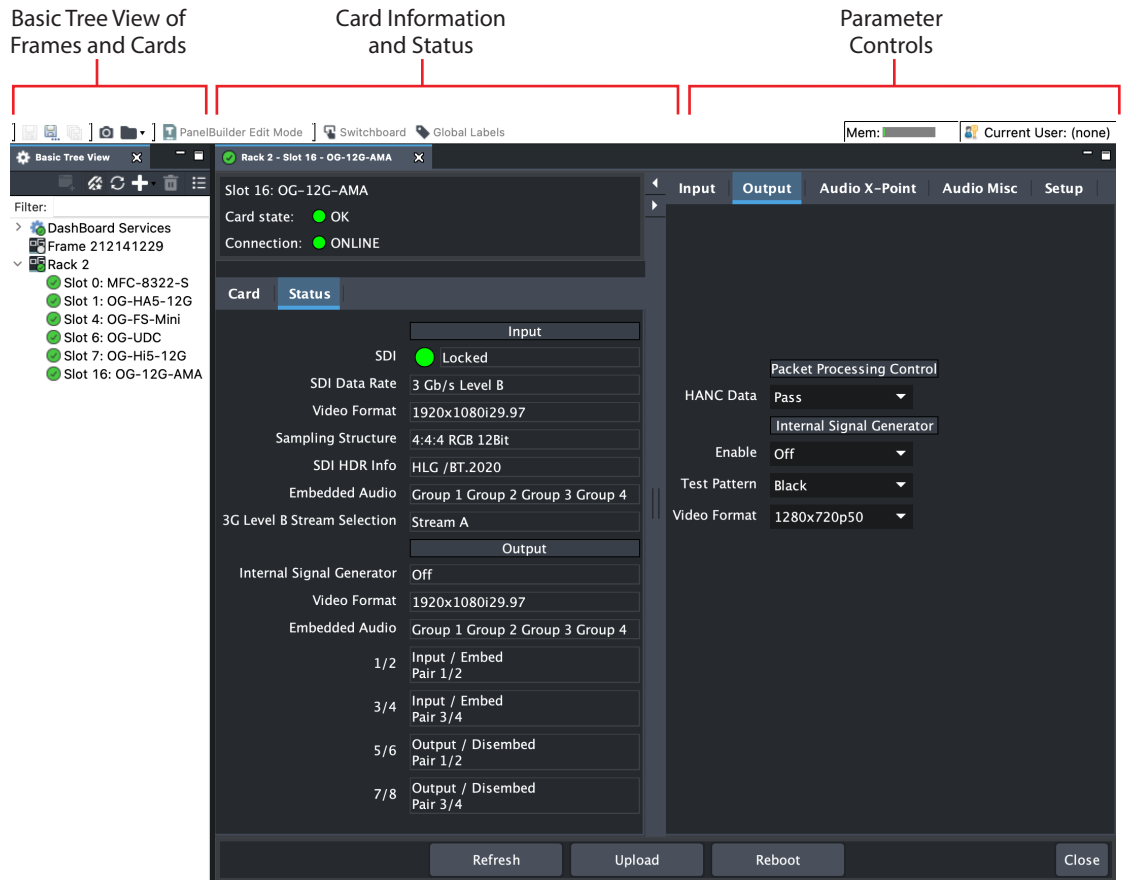 Basic Tree View of
Frames and Cards
Card Information
and Status
Parameter
Controls
PanelBuilder Edit Mode
Switchboard
Global Labels
Mem:
Current User: (none)
Basic Tree View
Rack 2 - Slot 16 - OG-12G-AMA
Filter:
DashBoard Services
Frame 212141229
Rack 2
Slot 0: MFC-8322-S
Slot 1: OG-HA5-12G
Slot 4: OG-FS-Mini
Slot 6: OG-UDC
Slot 7: OG-Hi5-12G
Slot 16: OG-12G-AMA
Slot 16: OG-12G-AMA
Card state: OK
Connection: ONLINE
Card Status
Input
SDI Locked
SDI Data Rate 3 Gb/s Level B
Video Format 1920x1080i29.97
Sampling Structure 4:4:4 RGB 12Bit
SDI HDR Info HLG /BT.2020
Embedded Audio Group 1 Group 2 Group 3 Group 4
3G Level B Stream Selection Stream A
Output
Internal Signal Generator Off
Video Format 1920x1080i29.97
Embedded Audio Group 1 Group 2 Group 3 Group 4
1/2 Input / Embed
Pair 1/2
3/4 Input / Embed
Pair 3/4
5/6 Output / Disembed
Pair 1/2
7/8 Output / Disembed
Pair 3/4
Input Output Audio X-Point Audio Misc Setup
Packet Processing Control
HANC Data Pass
Internal Signal Generator
Enable Off
Test Pattern Black
Video Format 1280x720p50
Refresh Upload Reboot Close